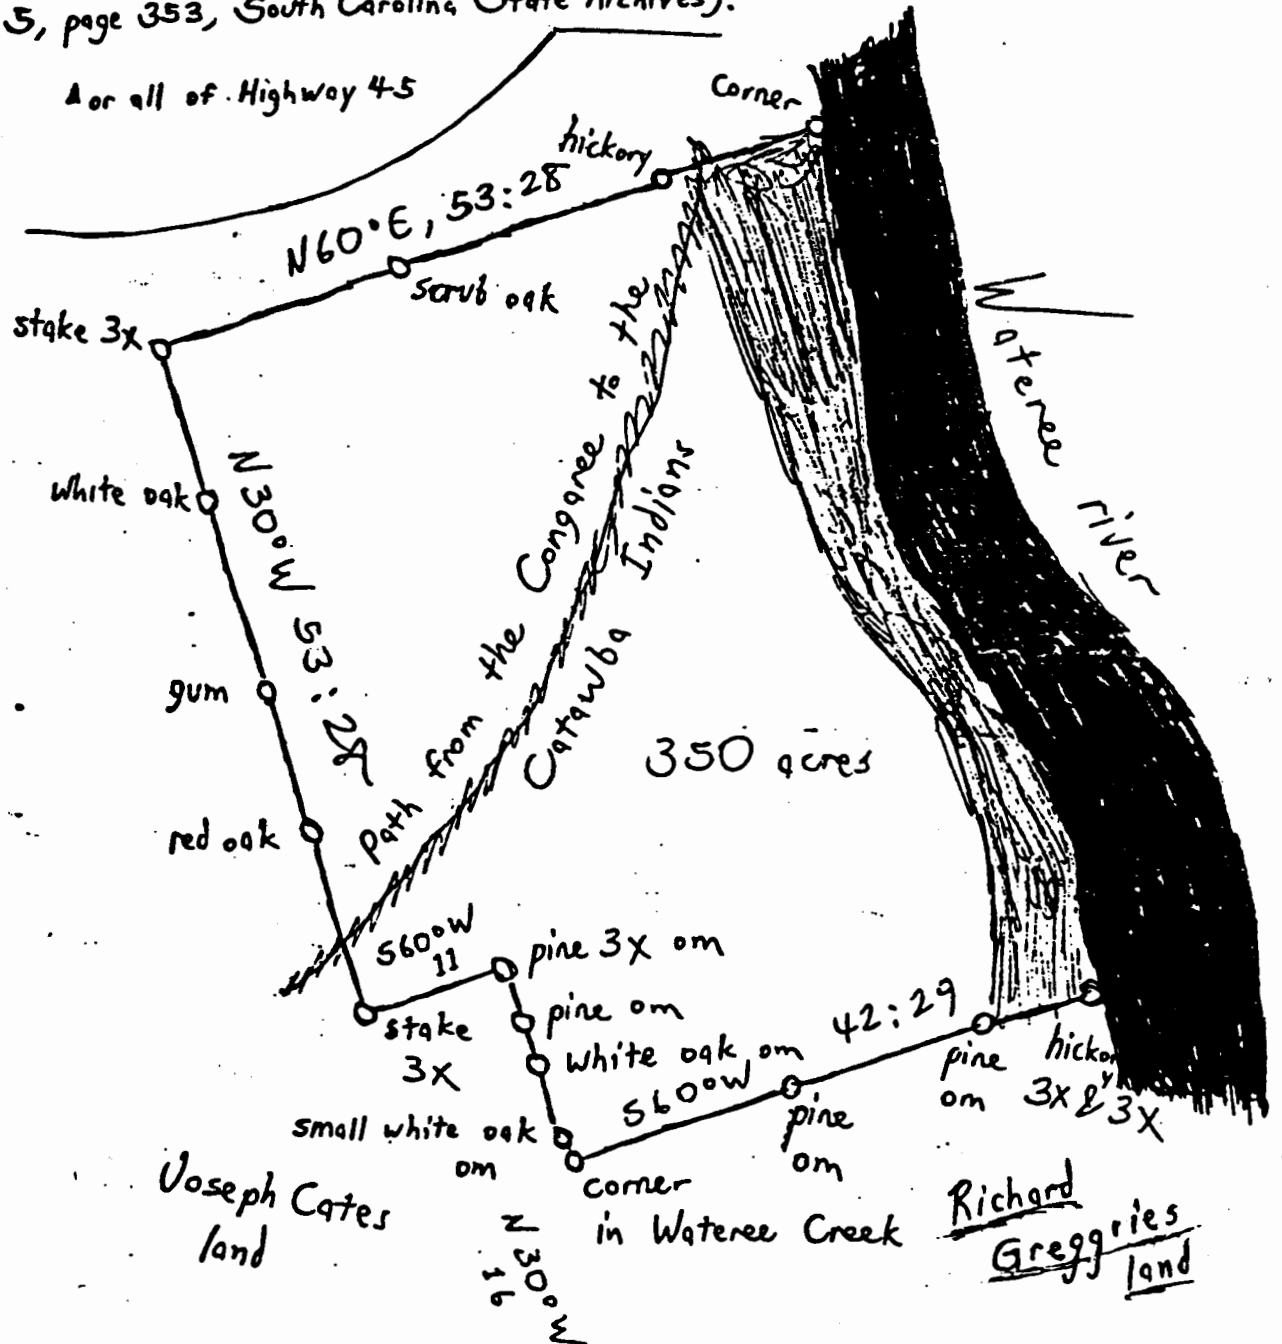 5, page 353, South Carolina State Archives).
or all of Highway 45
Corner
hickory
N60°E, 53:28
scrub oak
stake 3x
Wateree river
white oak
N30°W 53:28
Path from the Congaree to the
Catawba Indians
gum
350 acres
red oak
S60°W
11
pine 3x om
stake
3x
pine om
white oak om
42:29
S60°W
pine
om
hickory
3x & 3x
small white oak
om
pine
om
corner
in Wateree Creek
Joseph Cates
land
N30°W
16
Richard
Greggries
land